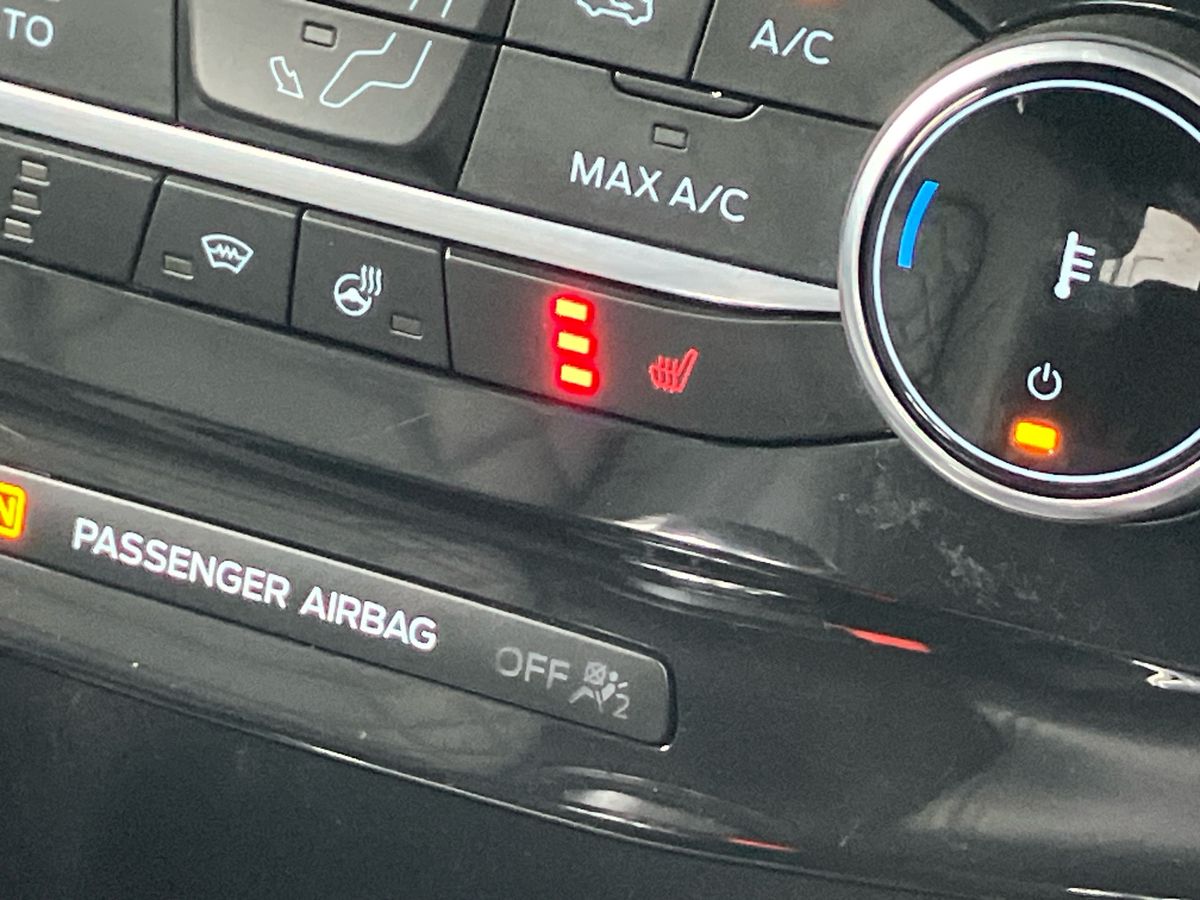 TO
A/C
MAX A/C
PASSENGER AIRBAG
OFF
2